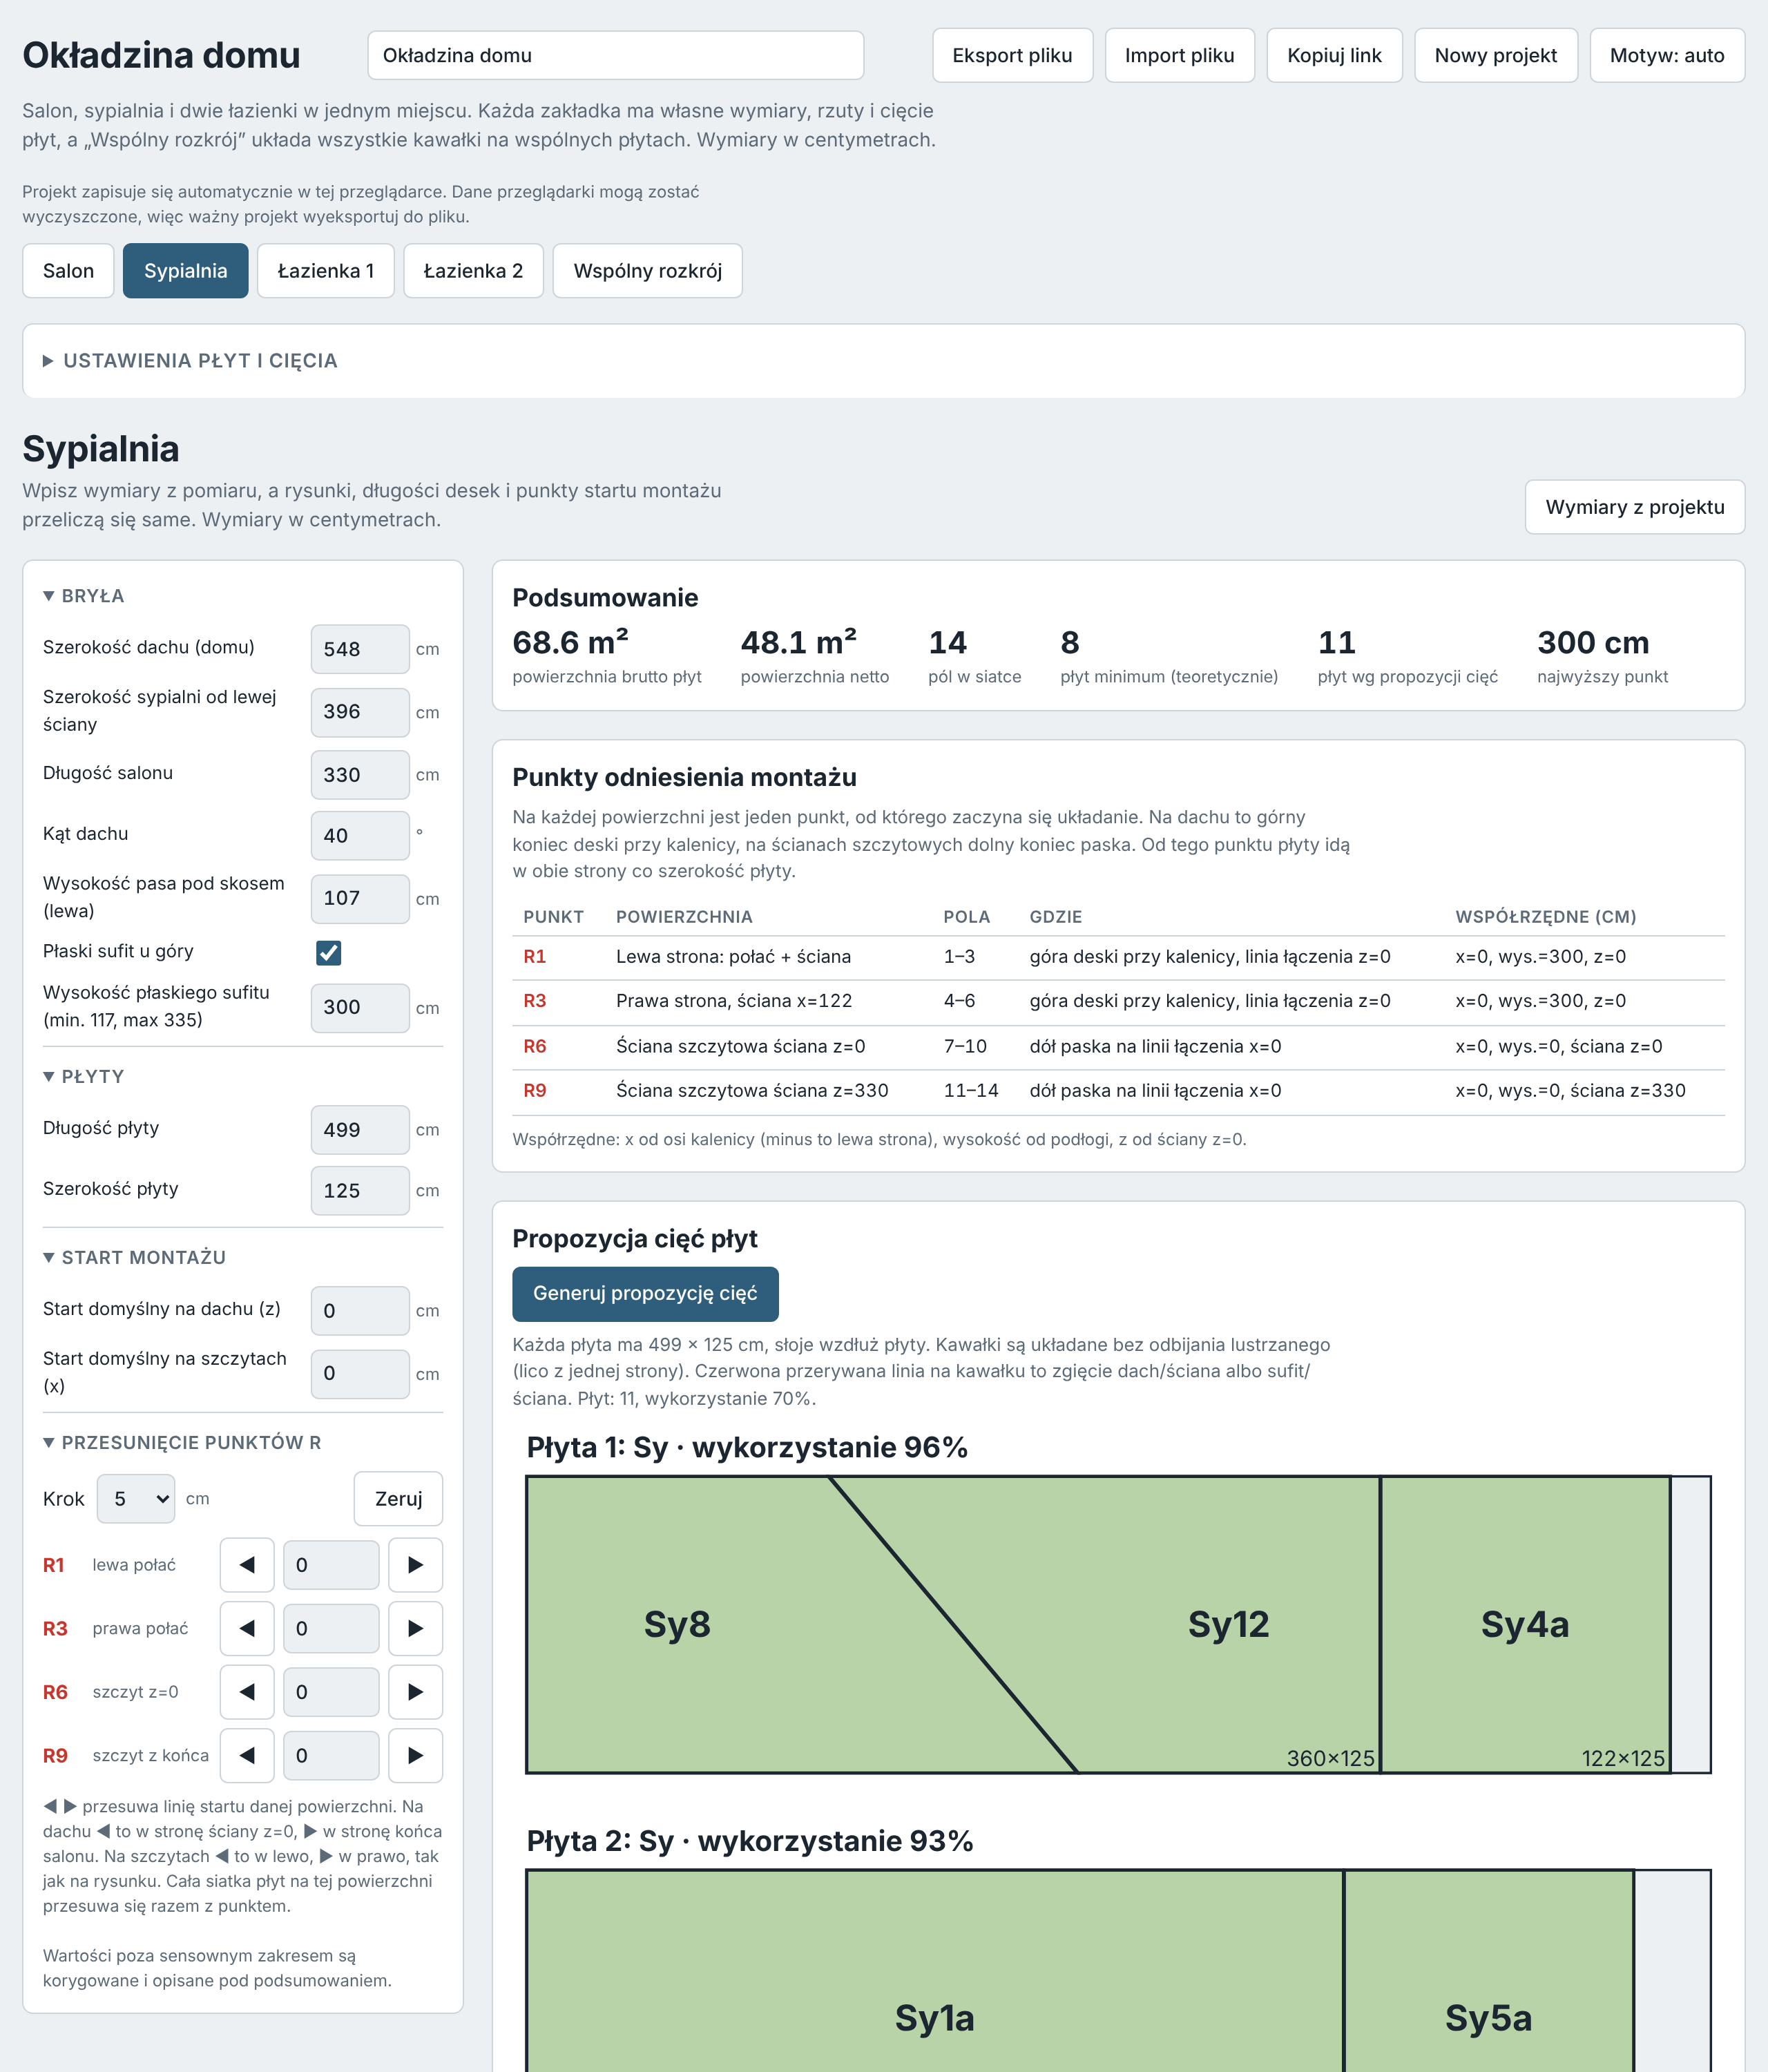 Okładzina domu
Okładzina domu
Eksport pliku
Import pliku
Kopiuj link
Nowy projekt
Motyw: auto
Salon, sypialnia i dwie łazienki w jednym miejscu. Każda zakładka ma własne wymiary, rzuty i cięcie
płyt, a „Wspólny rozkrój” układa wszystkie kawałki na wspólnych płytach. Wymiary w centymetrach.
Projekt zapisuje się automatycznie w tej przeglądarce. Dane przeglądarki mogą zostać
wyczyszczone, więc ważny projekt wyeksportuj do pliku.
Salon
Sypialnia
Łazienka 1
Łazienka 2
Wspólny rozkrój
▶ USTAWIENIA PŁYT I CIĘCIA
Sypialnia
Wpisz wymiary z pomiaru, a rysunki, długości desek i punkty startu montażu
przeliczą się same. Wymiary w centymetrach.
Wymiary z projektu
▼ BRYŁA
Szerokość dachu (domu) 548 cm
Szerokość sypialni od lewej
ściany 396 cm
Długość salonu 330 cm
Kąt dachu 40 °
Wysokość pasa pod skosem
(lewa) 107 cm
Płaski sufit u góry
Wysokość płaskiego sufitu
(min. 117, max 335) 300 cm
▼ PŁYTY
Długość płyty 499 cm
Szerokość płyty 125 cm
▼ START MONTAŻU
Start domyślny na dachu (z) 0 cm
Start domyślny na szczytach
(x) 0 cm
▼ PRZESUNIĘCIE PUNKTÓW R
Krok 5 cm Zeruj
R1 lewa połać ◀ 0 ▶
R3 prawa połać ◀ 0 ▶
R6 szczyt z=0 ◀ 0 ▶
R9 szczyt z końca ◀ 0 ▶
◀ ▶ przesuwa linię startu danej powierzchni. Na
dachu ◀ to w stronę ściany z=0, ▶ w stronę końca
salonu. Na szczytach ◀ to w lewo, ▶ w prawo, tak
jak na rysunku. Cała siatka płyt na tej powierzchni
przesuwa się razem z punktem.
Wartości poza sensownym zakresem są
korygowane i opisane pod podsumowaniem.
Podsumowanie
68.6 m² 48.1 m² 14 8 11 300 cm
powierzchnia brutto płyt powierzchnia netto pól w siatce płyt minimum (teoretycznie) płyt wg propozycji cięć najwyższy punkt
Punkty odniesienia montażu
Na każdej powierzchni jest jeden punkt, od którego zaczyna się układanie. Na dachu to górny
koniec deski przy kalenicy, na ścianach szczytowych dolny koniec paska. Od tego punktu płyty idą
w obie strony co szerokość płyty.
PUNKT POWIERZCHNIA POLA GDZIE WSPÓŁRZĘDNE (CM)
R1 Lewa strona: połać + ściana 1–3 góra deski przy kalenicy, linia łączenia z=0 x=0, wys.=300, z=0
R3 Prawa strona, ściana x=122 4–6 góra deski przy kalenicy, linia łączenia z=0 x=0, wys.=300, z=0
R6 Ściana szczytowa ściana z=0 7–10 dół paska na linii łączenia x=0 x=0, wys.=0, ściana z=0
R9 Ściana szczytowa ściana z=330 11–14 dół paska na linii łączenia x=0 x=0, wys.=0, ściana z=330
Współrzędne: x od osi kalenicy (minus to lewa strona), wysokość od podłogi, z od ściany z=0.
Propozycja cięć płyt
Generuj propozycję cięć
Każda płyta ma 499 × 125 cm, słoje wzdłuż płyty. Kawałki są układane bez odbijania lustrzanego
(lico z jednej strony). Czerwona przerywana linia na kawałku to zgięcie dach/ściana albo sufit/
ściana. Płyt: 11, wykorzystanie 70%.
Płyta 1: Sy · wykorzystanie 96%
Sy8
Sy12
Sy4a
360×125
122×125
Płyta 2: Sy · wykorzystanie 93%
Sy1a
Sy5a